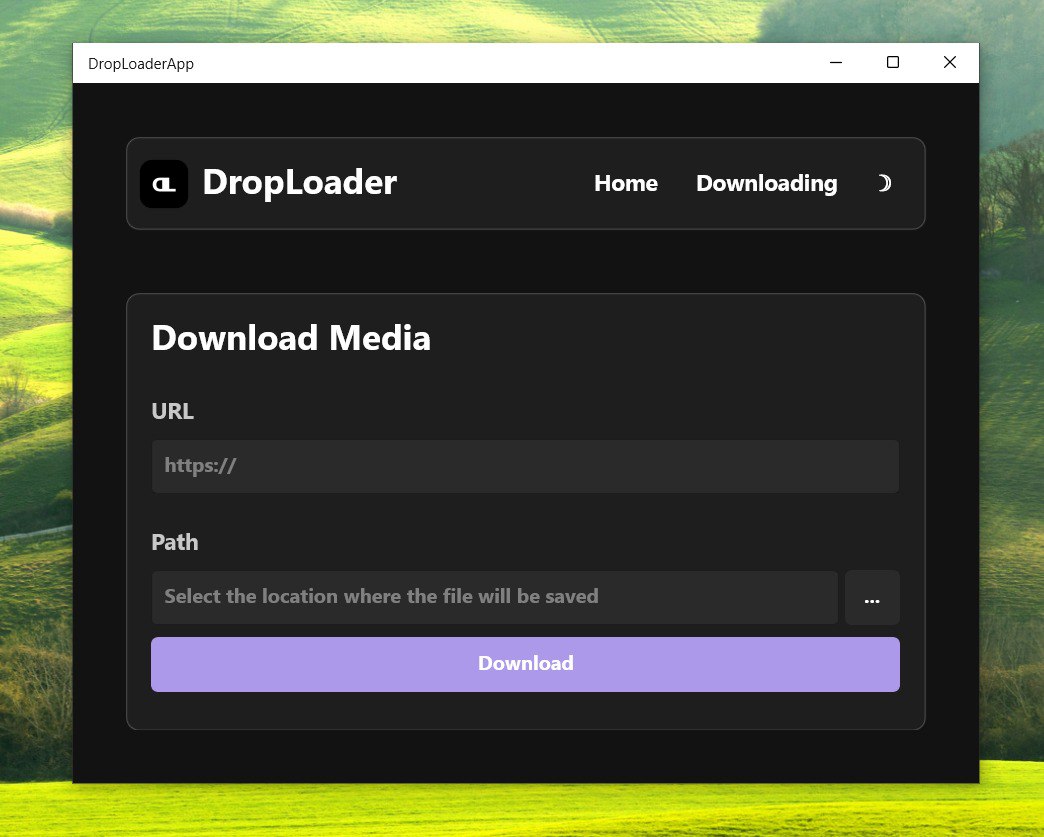 DropLoaderApp
DL DropLoader Home Downloading
Download Media
URL
https://
Path
Select the location where the file will be saved ...
Download